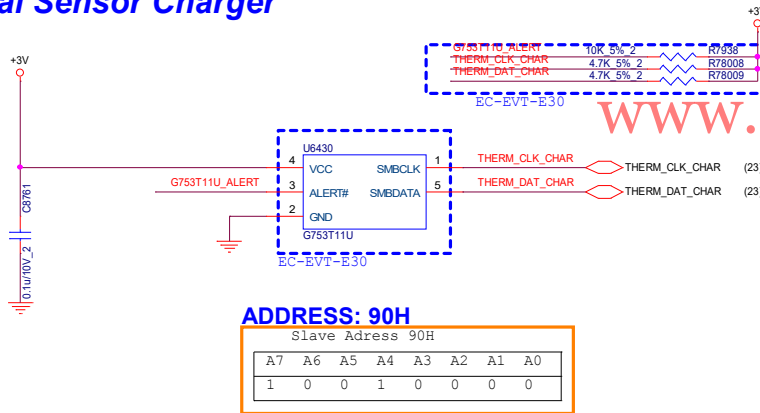 al Sensor Charger
+3V
G753T11U_ALERT 10K_5%_2 R7938
THERM_CLK_CHAR 4.7K_5%_2 R78008
THERM_DAT_CHAR 4.7K_5%_2 R78009
EC-EVT-E30
www.
+3V
U6430
4 VCC SMBCLK 1 THERM_CLK_CHAR THERM_CLK_CHAR (23)
G753T11U_ALERT 3 ALERT# SMBDATA 5 THERM_DAT_CHAR THERM_DAT_CHAR (23)
2 GND
G753T11U
EC-EVT-E30
C8761
0.1u/10V_2
ADDRESS: 90H
Slave Adress 90H
A7 A6 A5 A4 A3 A2 A1 A0
1 0 0 1 0 0 0 0